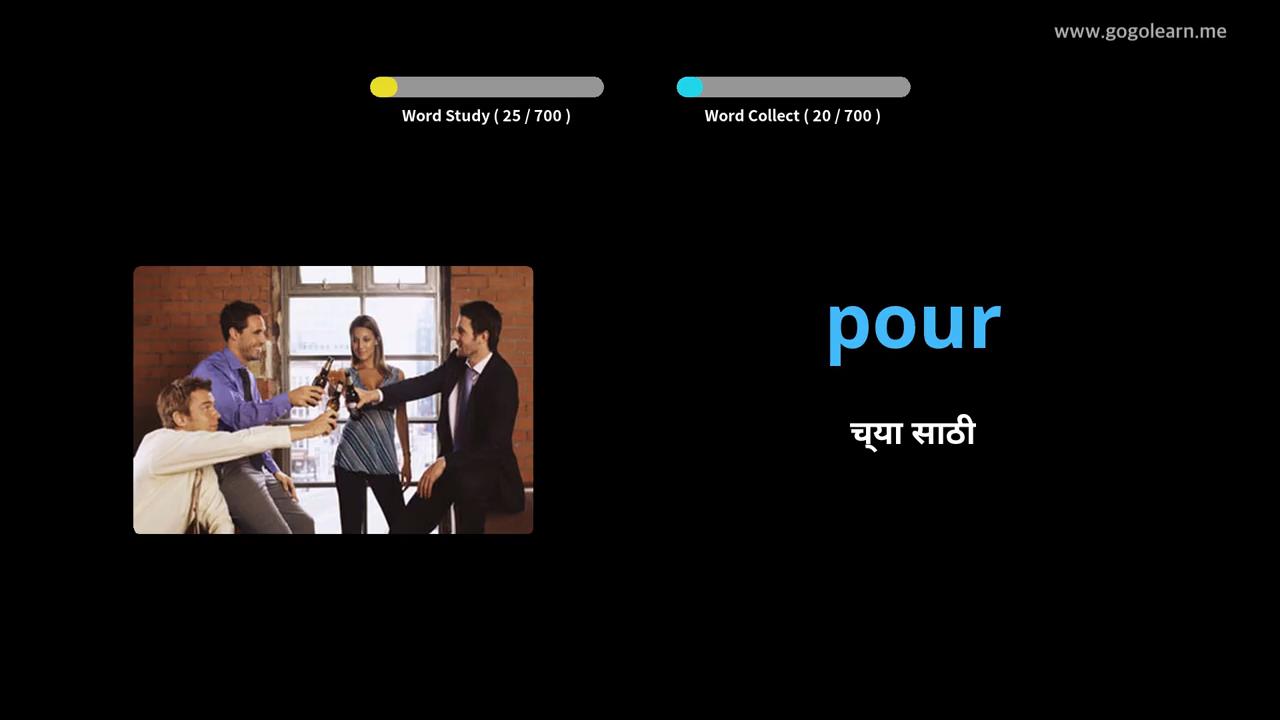 www.gogolearn.me
Word Study ( 25 / 700 )
Word Collect ( 20 / 700 )
pour
च्या साठी